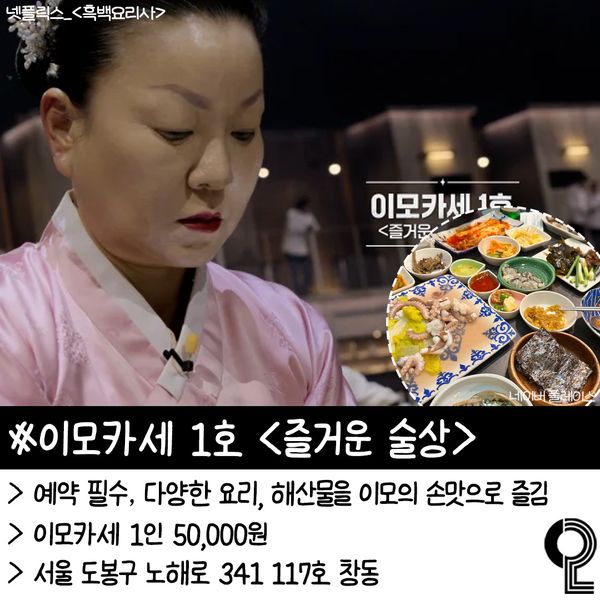 넷플릭스_<흑백요리사>
이모카세 1호
<즐거운
네이버 플레이스
#이모카세 1호 <즐거운 술상>
> 예약 필수, 다양한 요리, 해산물을 이모의 손맛으로 즐김
> 이모카세 1인 50,000원
> 서울 도봉구 노해로 341 117호 창동